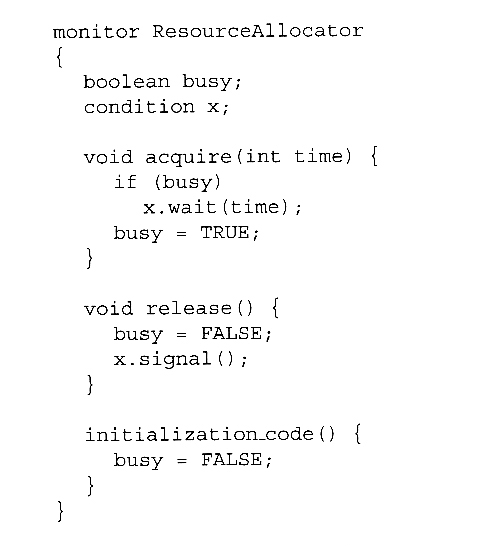 monitor ResourceAllocator
{
boolean busy;
condition x;
void acquire(int time) {
if (busy)
x.wait(time);
busy = TRUE;
}
void release() {
busy = FALSE;
x.signal();
}
initialization_code() {
busy = FALSE;
}
}